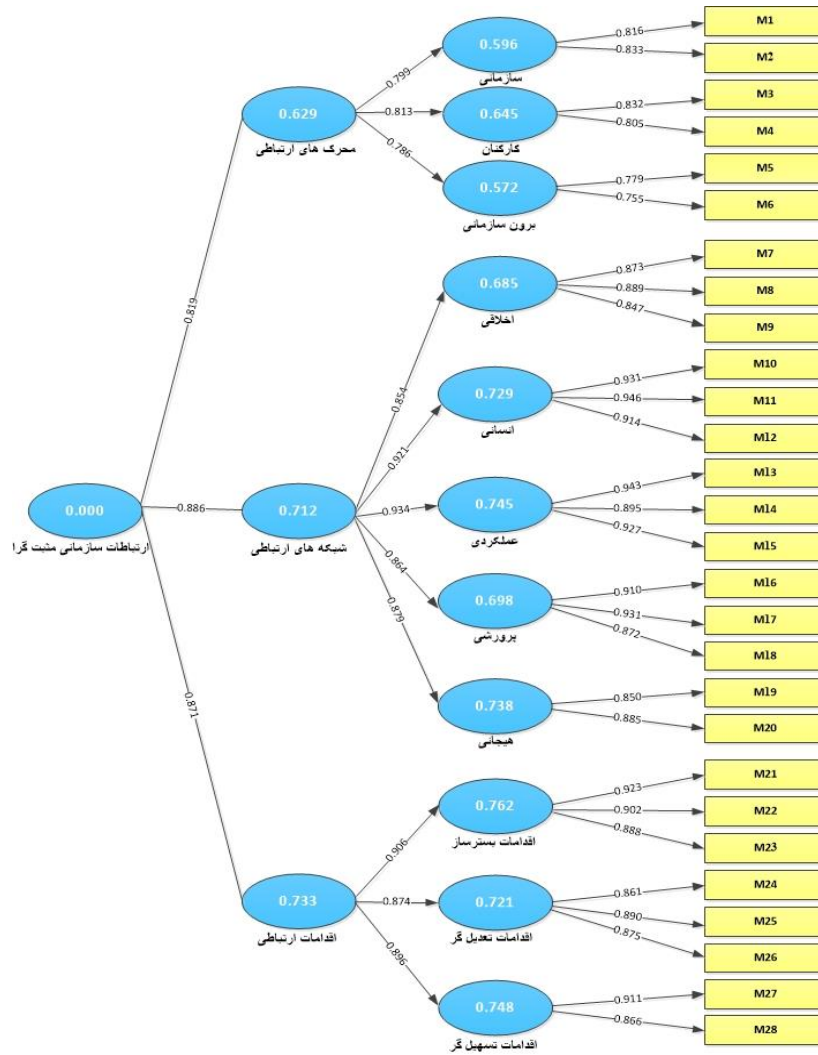 M1
0.816
0.596
0.833
M2
سازمانی
0.799
M3
0.832
0.629
0.813
0.645
0.805
M4
محرک های ارتباطی
کارکنان
0.786
M5
0.779
0.572
0.755
M6
برون سازمانی
M7
0.873
0.685
0.889
M8
0.847
M9
اخلاقی
0.819
M10
0.931
0.854
0.729
0.946
M11
0.914
M12
انسانی
0.921
M13
0.943
0.000
0.886
0.712
0.934
0.745
0.895
M14
ارتباطات سازمانی مثبت گرا
شبکه های ارتباطی
عملکردی
0.927
M15
0.864
M16
0.910
0.698
0.931
M17
0.872
M18
پرورشی
0.879
M19
0.850
0.738
0.885
M20
هیجانی
0.871
M21
0.923
0.762
0.902
M22
0.888
M23
اقدامات بسترساز
0.906
M24
0.861
0.733
0.874
0.721
0.890
M25
اقدامات ارتباطی
اقدامات تعدیل گر
0.875
M26
0.896
M27
0.911
0.748
0.866
M28
اقدامات تسهیل گر